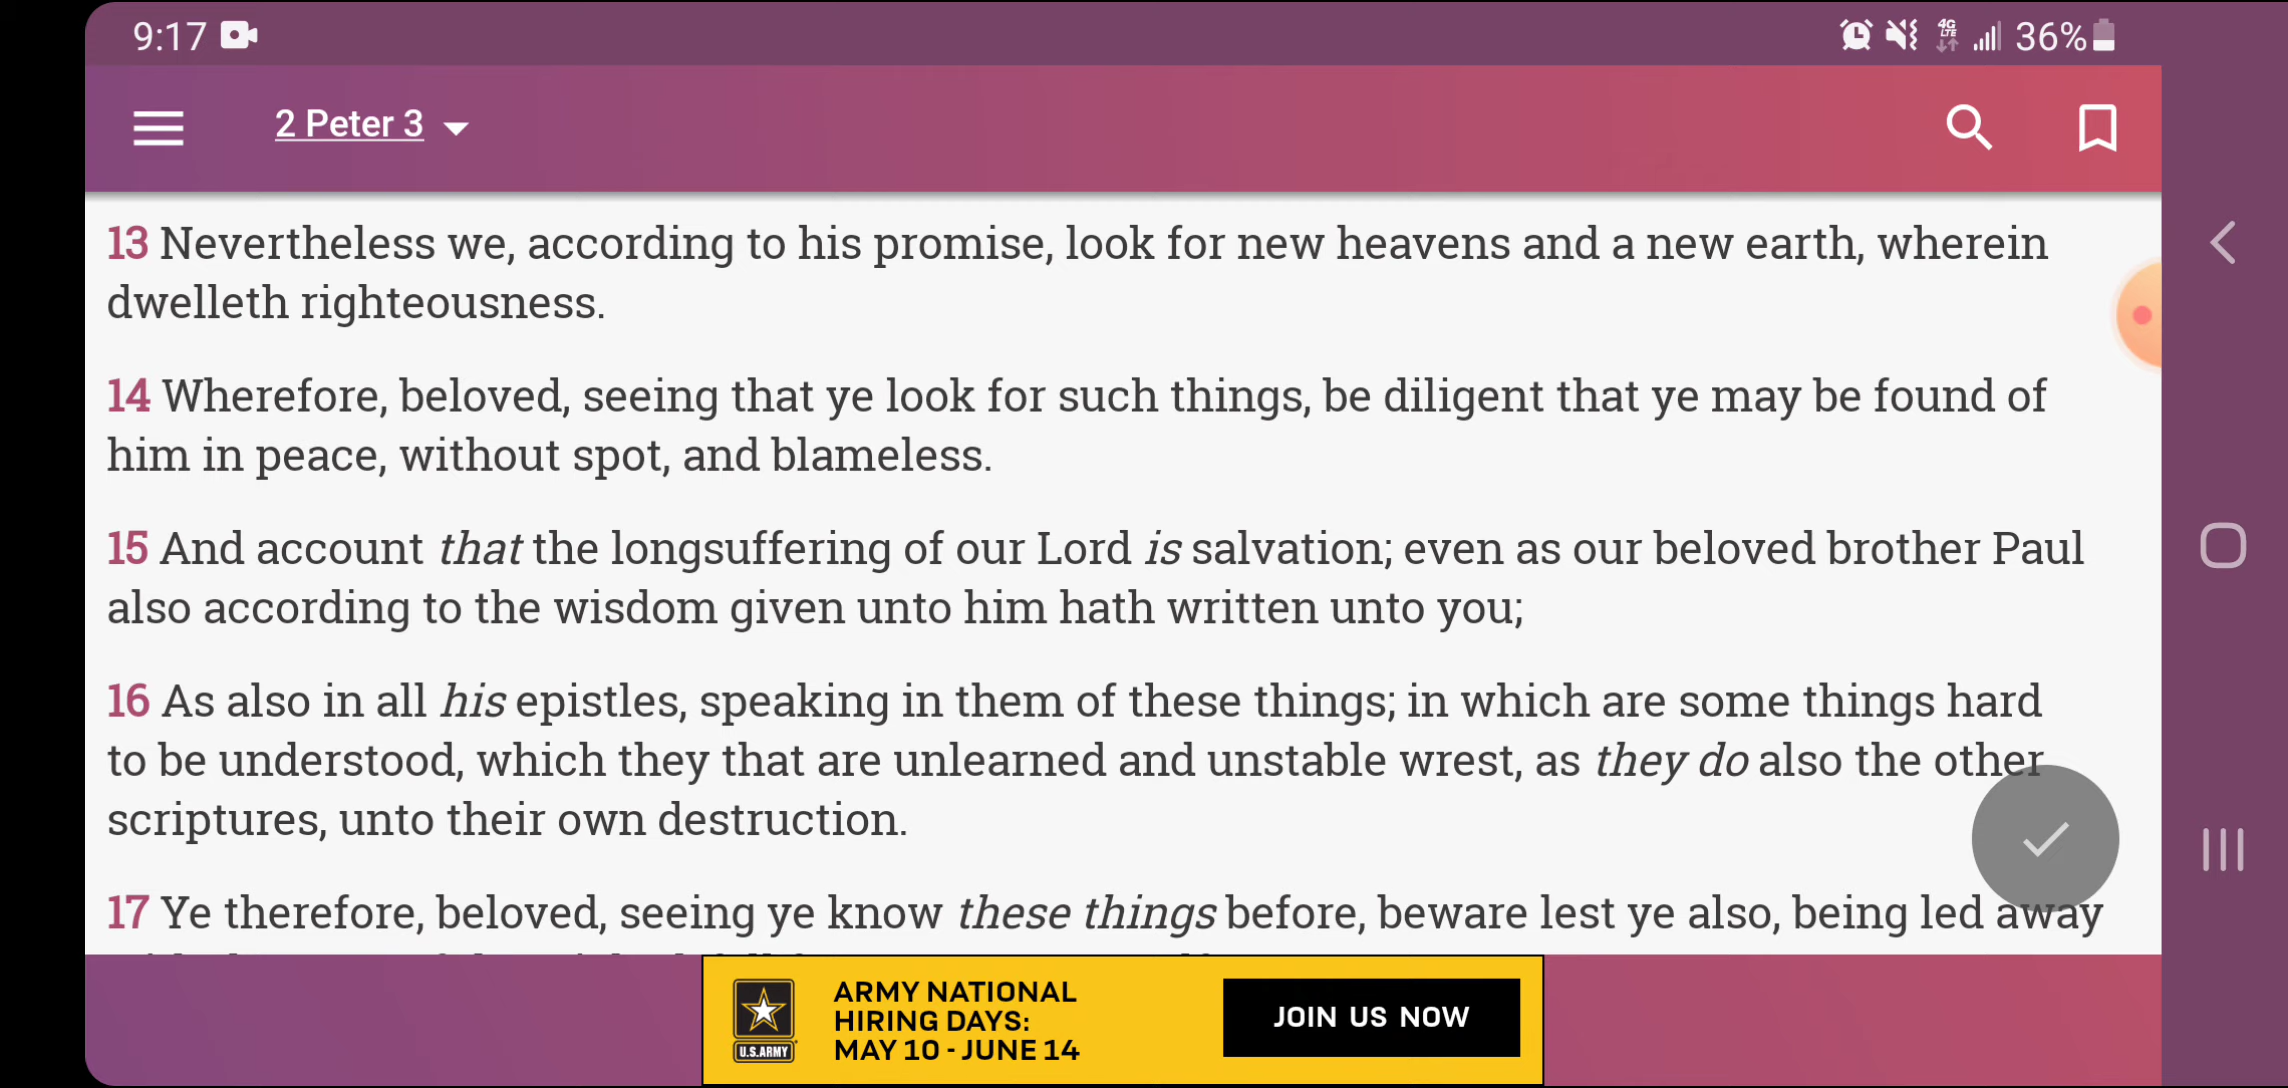 9:17
4G LTE
36%
2 Peter 3
13 Nevertheless we, according to his promise, look for new heavens and a new earth, wherein
dwelleth righteousness.
14 Wherefore, beloved, seeing that ye look for such things, be diligent that ye may be found of
him in peace, without spot, and blameless.
15 And account that the longsuffering of our Lord is salvation; even as our beloved brother Paul
also according to the wisdom given unto him hath written unto you;
16 As also in all his epistles, speaking in them of these things; in which are some things hard
to be understood, which they that are unlearned and unstable wrest, as they do also the other
scriptures, unto their own destruction.
17 Ye therefore, beloved, seeing ye know these things before, beware lest ye also, being led away
U.S.ARMY
ARMY NATIONAL
HIRING DAYS:
MAY 10 - JUNE 14
JOIN US NOW